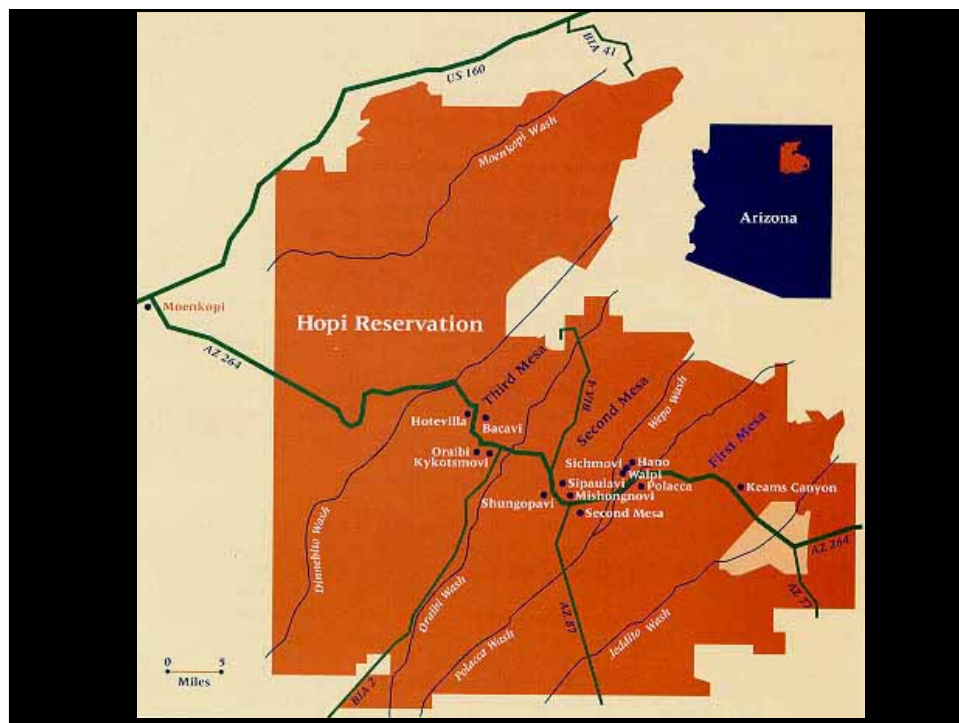 BIA 41
US 160
Moenkopi Wash
Arizona
Moenkopi
Hopi Reservation
AZ 264
Third Mesa
BIA 4
Second Mesa
Wepo Wash
First Mesa
Hotevilla
Bacavi
Oraibi
Kykotsmovi
Sichmovi
Hano
Walpi
Sipaulavi
Polacca
Keams Canyon
Shungopavi
Mishongnovi
Second Mesa
Dinnebito Wash
AZ 264
Oraibi Wash
AZ 87
AZ 77
Jeddito Wash
Polacca Wash
0 5
Miles
BIA 2